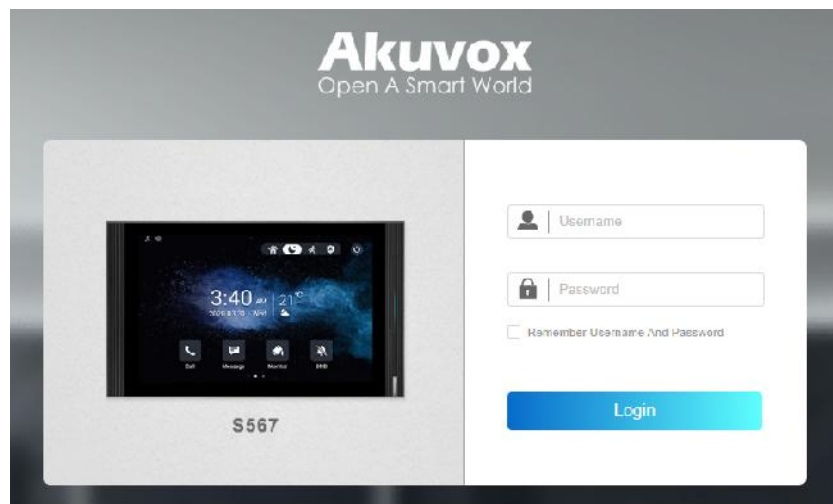 Akuvox
Open A Smart World
3:40
21
Call
Message
Monitor
DND
S567
Username
Password
Remember Username And Password
Login